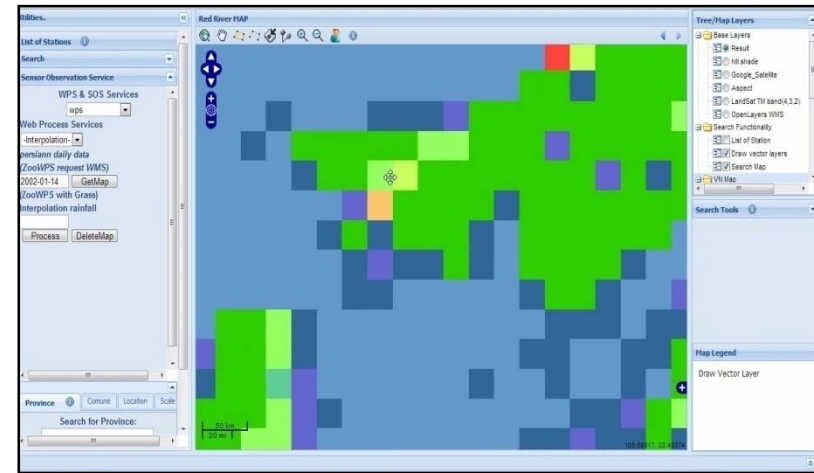 tilities..
List of Stations
Search
Sensor Observation Service
WPS & SOS Services
wps
Web Process Services
-Interpolation-
persiann daily data
(ZooWPS request WMS)
2002-01-14 GetMap
(ZooWPS with Grass)
Interpolation rainfall
Process DeleteMap
Province Comune Location Scale
Search for Province:
Red River MAP
50 km
20 mi
Tree/Map Layers
Base Layers
Result
hill shade
Google_Satellite
Aspect
LandSat TM band(4,3,2)
OpenLayers WMS
Search Functionality
List of Station
Draw vector layers
Search Map
VN Map
Search Tools
Map Legend
Draw Vector Layer